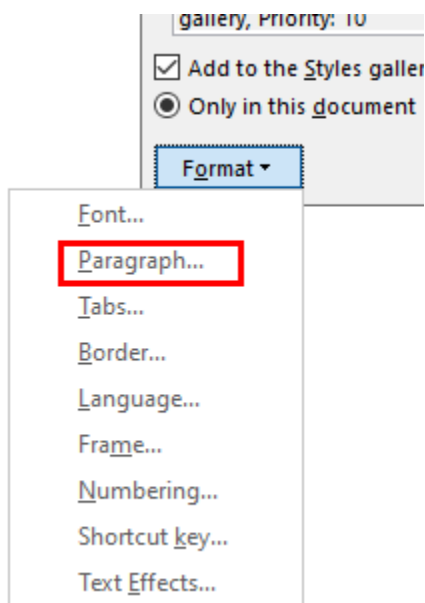 gallery, Priority: 10
Add to the Styles galler
Only in this document
Format
Font...
Paragraph...
Tabs...
Border...
Language...
Frame...
Numbering...
Shortcut key...
Text Effects...